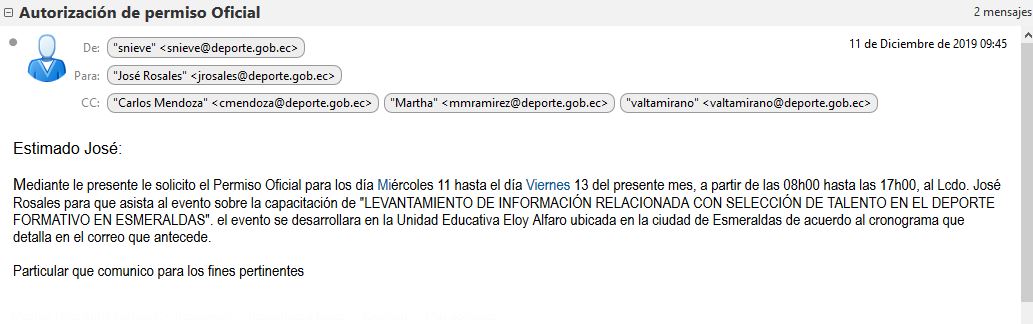 Autorización de permiso Oficial
2 mensajes
De: "snieve" <snieve@deporte.gob.ec>
11 de Diciembre de 2019 09:45
Para: "José Rosales" <jrosales@deporte.gob.ec>
CC: "Carlos Mendoza" <cmendoza@deporte.gob.ec> "Martha" <mmramirez@deporte.gob.ec> "valtamirano" <valtamirano@deporte.gob.ec>
Estimado José:
Mediante le presente le solicito el Permiso Oficial para los día Miércoles 11 hasta el día Viernes 13 del presente mes, a partir de las 08h00 hasta las 17h00, al Lcdo. José
Rosales para que asista al evento sobre la capacitación de "LEVANTAMIENTO DE INFORMACIÓN RELACIONADA CON SELECCIÓN DE TALENTO EN EL DEPORTE
FORMATIVO EN ESMERALDAS". el evento se desarrollara en la Unidad Educativa Eloy Alfaro ubicada en la ciudad de Esmeraldas de acuerdo al cronograma que
detalla en el correo que antecede.
Particular que comunico para los fines pertinentes